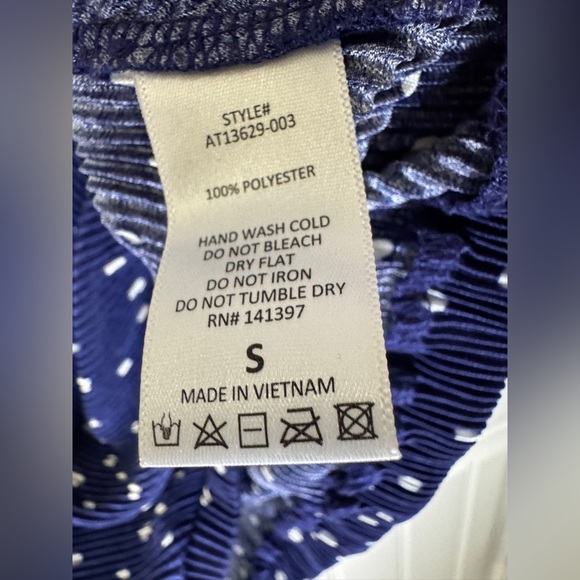 STYLE#
AT13629-003
100% POLYESTER
HAND WASH COLD
DO NOT BLEACH
DRY FLAT
DO NOT IRON
DO NOT TUMBLE DRY
RN# 141397
S
MADE IN VIETNAM